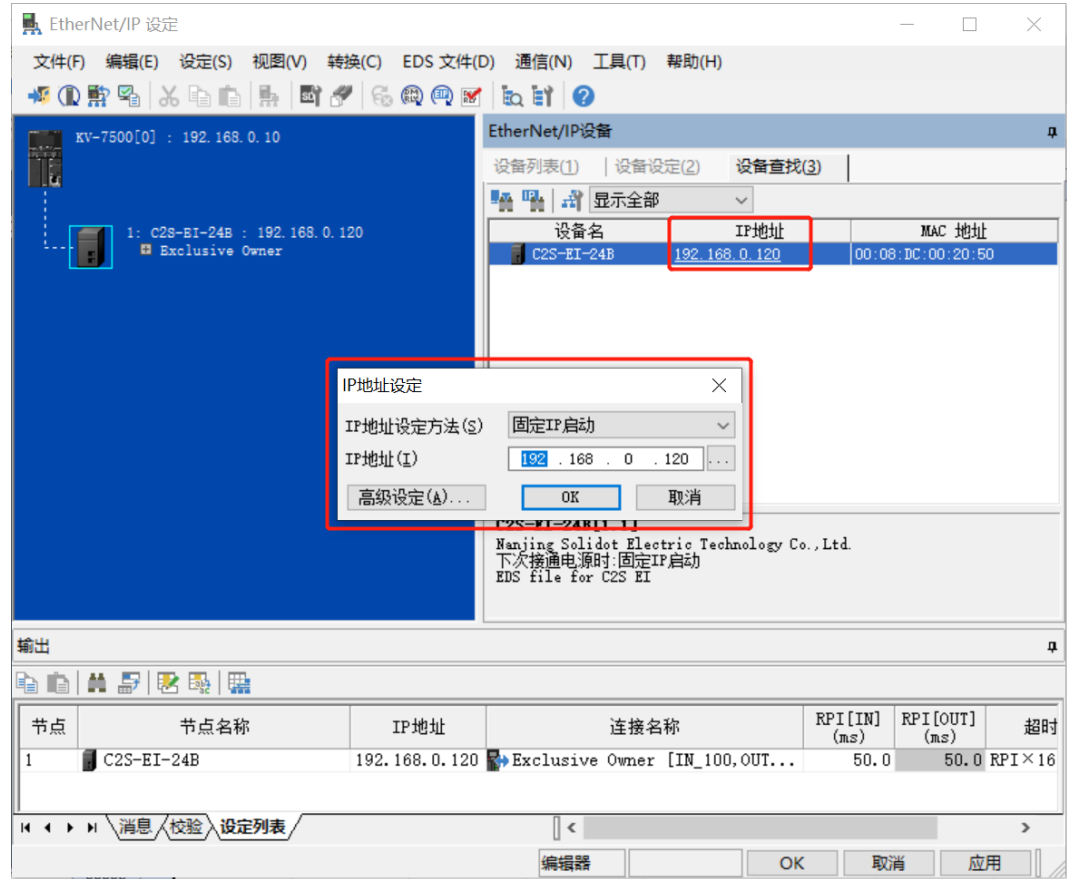 EtherNet/IP 设定
文件(F) 编辑(E) 设定(S) 视图(V) 转换(C) EDS 文件(D) 通信(N) 工具(T) 帮助(H)
KV-7500[0] : 192.168.0.10
1: C2S-EI-24B : 192.168.0.120
Exclusive Owner
EtherNet/IP设备
设备列表(1) 设备设定(2) 设备查找(3)
显示全部
设备名 IP地址 MAC 地址
C2S-EI-24B 192.168.0.120 00:08:DC:00:20:50
IP地址设定
IP地址设定方法(S) 固定IP启动
IP地址(I) 192 . 168 . 0 . 120 ...
高级设定(A)... OK 取消
C2S-EI-24B[1.1]
Nanjing Solidot Electric Technology Co.,Ltd.
下次接通电源时:固定IP启动
EDS file for C2S EI
输出
节点 节点名称 IP地址 连接名称 RPI[IN] (ms) RPI[OUT] (ms) 超时
1 C2S-EI-24B 192.168.0.120 Exclusive Owner [IN_100,OUT... 50.0 50.0 RPI×16
消息 校验 设定列表
编辑器 OK 取消 应用